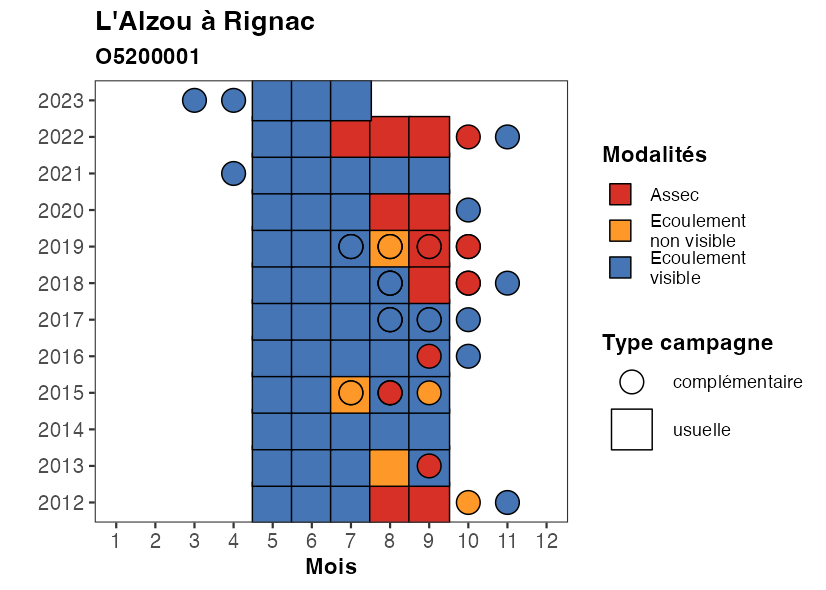 L'Alzou à Rignac
O5200001
2023
2022
2021
2020
2019
2018
2017
2016
2015
2014
2013
2012
1 2 3 4 5 6 7 8 9 10 11 12
Mois
Modalités
Assec
Ecoulement
non visible
Ecoulement
visible
Type campagne
complémentaire
usuelle